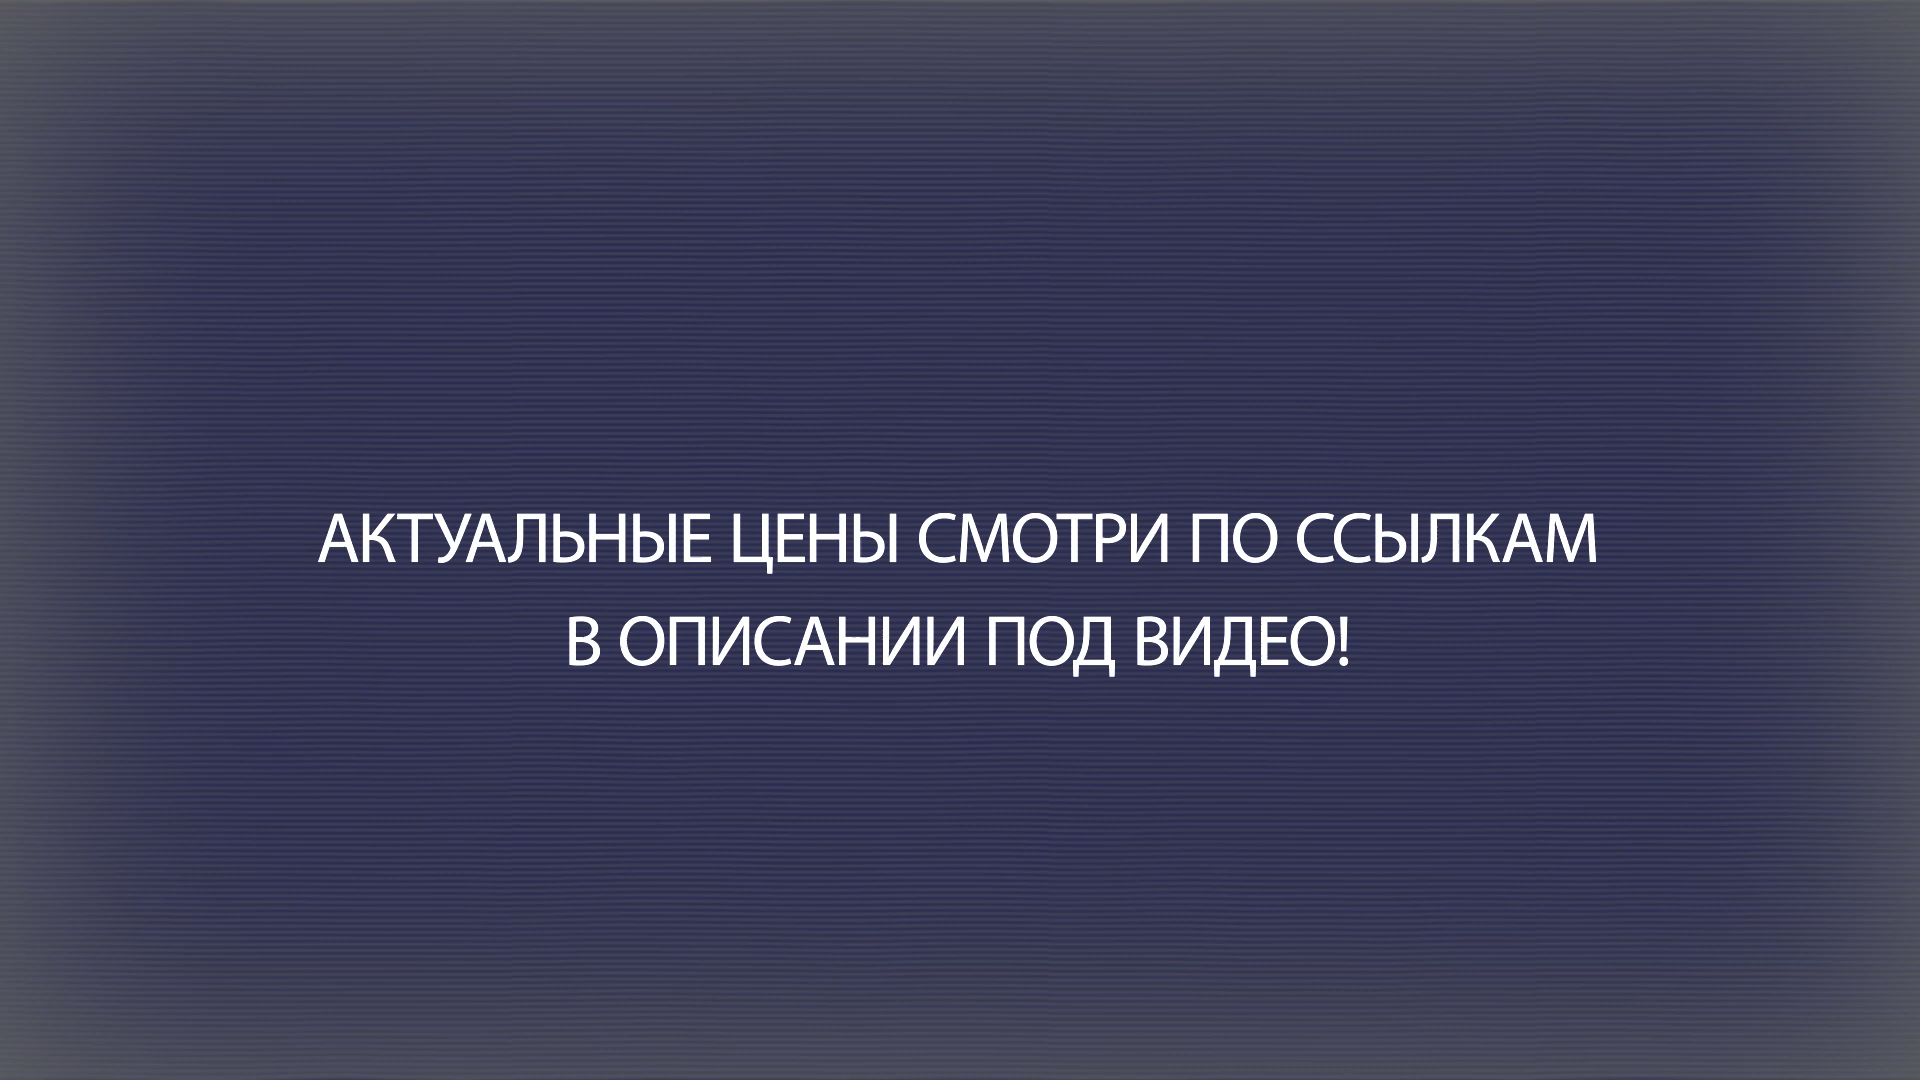 АКТУАЛЬНЫЕ ЦЕНЫ СМОТРИ ПО ССЫЛКАМ
В ОПИСАНИИ ПОД ВИДЕО!